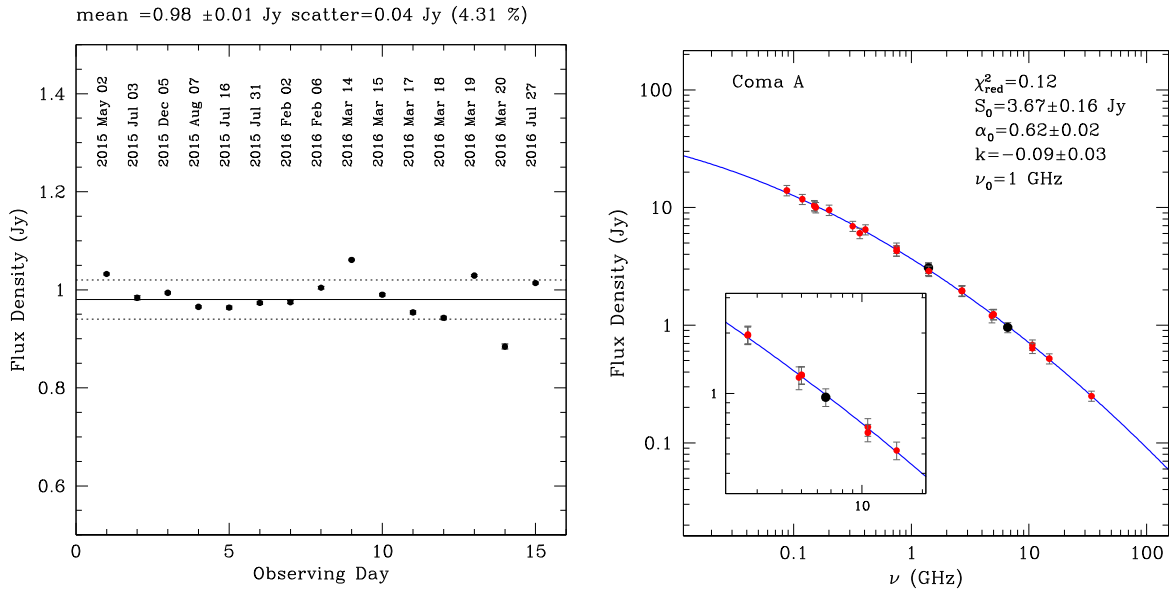 mean =0.98 ±0.01 Jy scatter=0.04 Jy (4.31 %)
Flux Density (Jy)
1.4
1.2
1
0.8
0.6
2015 May 02
2015 Jul 03
2015 Dec 05
2015 Aug 07
2015 Jul 16
2015 Jul 31
2016 Feb 02
2016 Feb 06
2016 Mar 14
2016 Mar 15
2016 Mar 17
2016 Mar 18
2016 Mar 19
2016 Mar 20
2016 Jul 27
0 5 10 15
Observing Day
Flux Density (Jy)
100
10
1
0.1
Coma A
χ²red=0.12
S₀=3.67±0.16 Jy
α₀=0.62±0.02
k=−0.09±0.03
ν₀=1 GHz
1
10
0.1 1 10 100
ν (GHz)